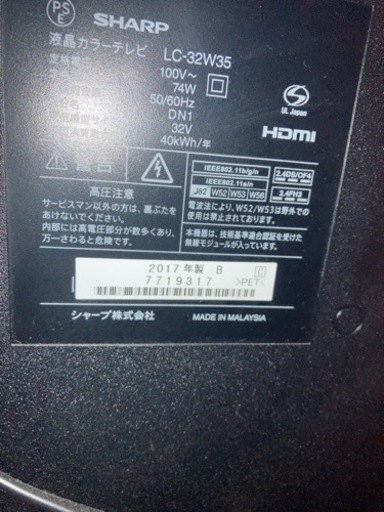 PS
E
SHARP
液晶カラーテレビ LC-32W35
100V~
74W
50/60Hz
DN1
32V
40kWh/年
UL Japan
HDMI
警告
高圧注意
サービスマン以外の方は、裏ぶたを
あけないでください。
内部には高電圧部分が数多くあり、
万一さわると危険です。
IEEE802.11b/g/n
IEEE802.11a/n
J52 W52 W53 W56
2.4DS/OF4
2.4FH3
電波法により、W52/W53は野外での
使用は禁じられています。
本機器は、技術基準適合認証を受けた
無線モジュールが入っています。
2017年製 B
7719317
C
>PET<
シャープ株式会社
MADE IN MALAYSIA